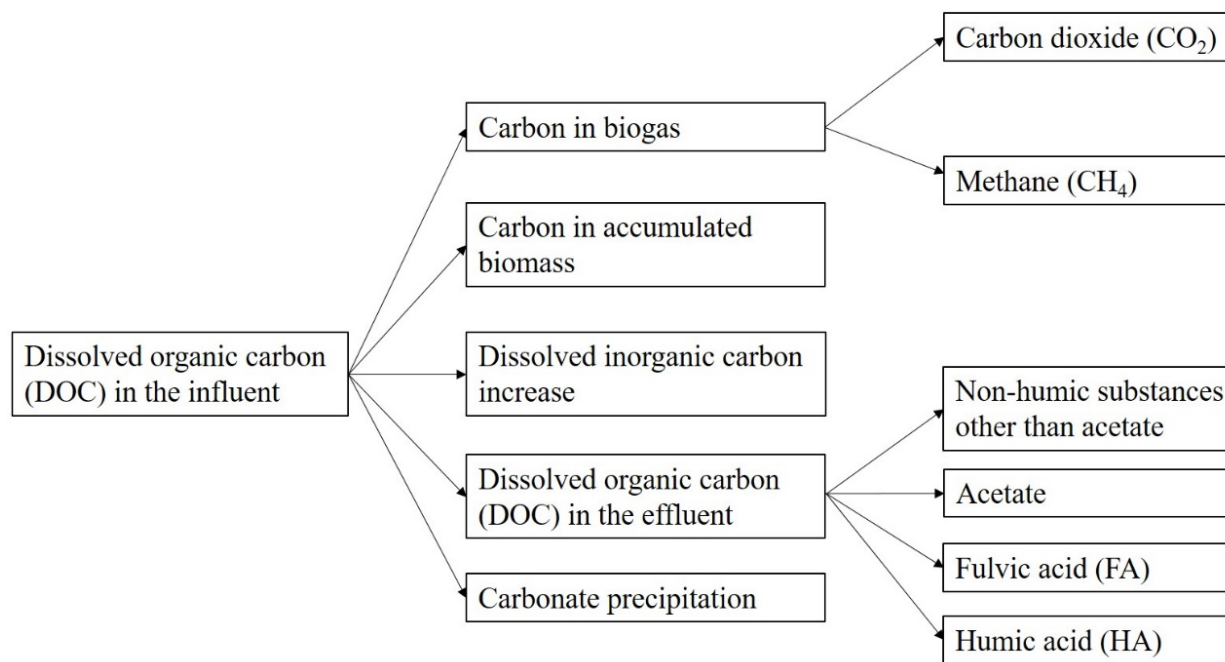 Carbon dioxide (CO₂)
Carbon in biogas
Methane (CH₄)
Carbon in accumulated
biomass
Dissolved organic carbon
(DOC) in the influent
Dissolved inorganic carbon
increase
Non-humic substances
other than acetate
Dissolved organic carbon
(DOC) in the effluent
Acetate
Fulvic acid (FA)
Carbonate precipitation
Humic acid (HA)